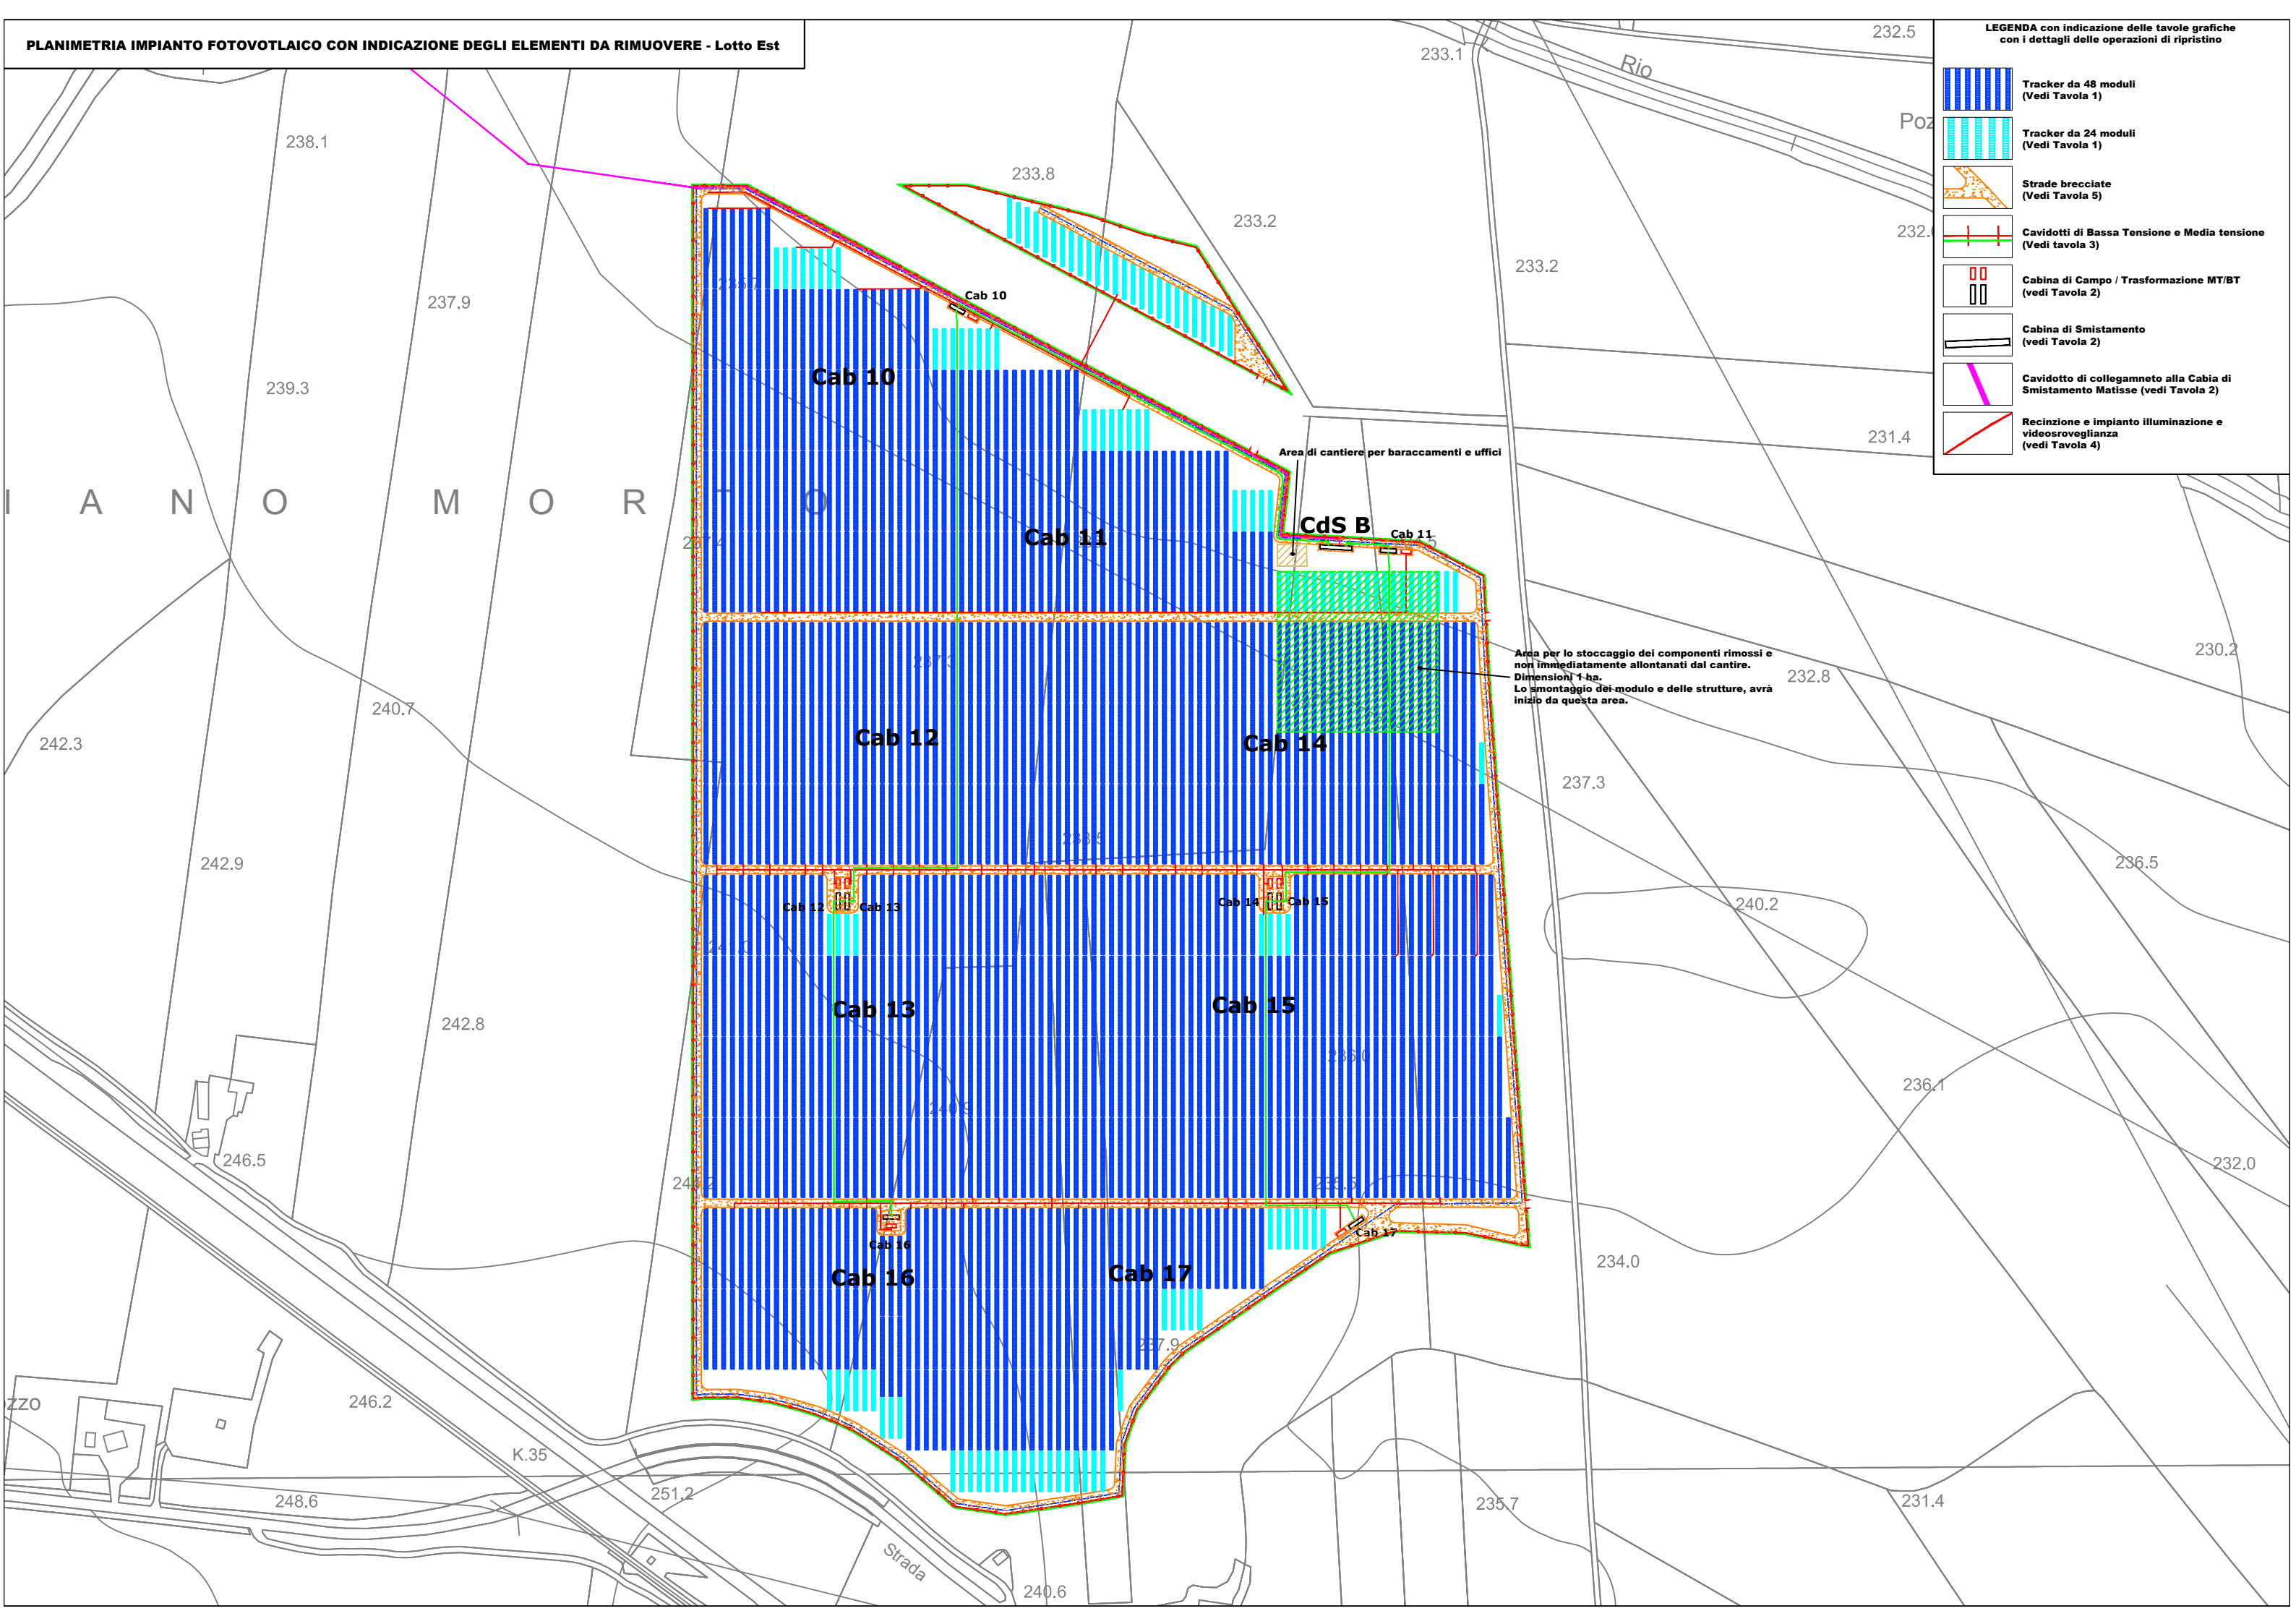 PLANIMETRIA IMPIANTO FOTOVOTLAICO CON INDICAZIONE DEGLI ELEMENTI DA RIMUOVERE - Lotto Est
LEGENDA con indicazione delle tavole grafiche
con i dettagli delle operazioni di ripristino
Tracker da 48 moduli
(Vedi Tavola 1)
Tracker da 24 moduli
(Vedi Tavola 1)
Strade brecciate
(Vedi Tavola 5)
Cavidotti di Bassa Tensione e Media tensione
(Vedi tavola 3)
Cabina di Campo / Trasformazione MT/BT
(vedi Tavola 2)
Cabina di Smistamento
(vedi Tavola 2)
Cavidotto di collegamneto alla Cabia di
Smistamento Matisse (vedi Tavola 2)
Recinzione e impianto illuminazione e
videosroveglianza
(vedi Tavola 4)
232.5
233.1
Rio
Poz
238.1
233.8
233.2
232.
233.2
237.9
Cab 10
Cab 10
239.3
231.4
Area di cantiere per baraccamenti e uffici
I A N O M O R T O
CdS B
Cab 11
Cab 11
Area per lo stoccaggio dei componenti rimossi e
non immediatamente allontanati dal cantire.
Dimensioni 1 ha.
Lo smontaggio dei modulo e delle strutture, avrà
inizio da questa area.
230.2
232.8
240.7
242.3
Cab 12
Cab 14
237.3
242.9
236.5
Cab 12
Cab 13
Cab 14
Cab 15
240.2
Cab 13
Cab 15
242.8
236.1
246.5
232.0
235.5
Cab 16
Cab 17
234.0
Cab 16
Cab 17
237.9
zzo
246.2
K.35
251.2
248.6
235.7
231.4
Strada
240.6